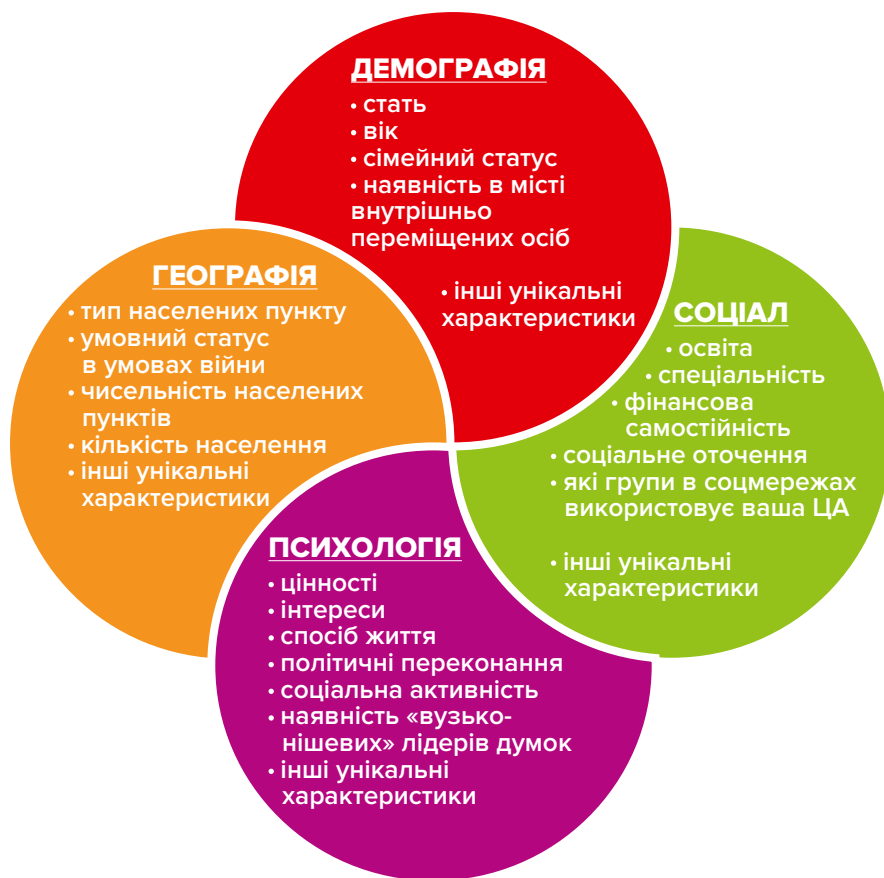 ДЕМОГРАФІЯ
• стать
• вік
• сімейний статус
• наявність в місті
внутрішньо
переміщених осіб
• інші унікальні
характеристики
ГЕОГРАФІЯ
• тип населених пункту
• умовний статус
в умовах війни
• чисельність населених
пунктів
• кількість населення
• інші унікальні
характеристики
СОЦІАЛ
• освіта
• спеціальність
• фінансова
самостійність
• соціальне оточення
• які групи в соцмережах
використовує ваша ЦА
• інші унікальні
характеристики
ПСИХОЛОГІЯ
• цінності
• інтереси
• спосіб життя
• політичні переконання
• соціальна активність
• наявність «вузько-
нішевих» лідерів думок
• інші унікальні
характеристики